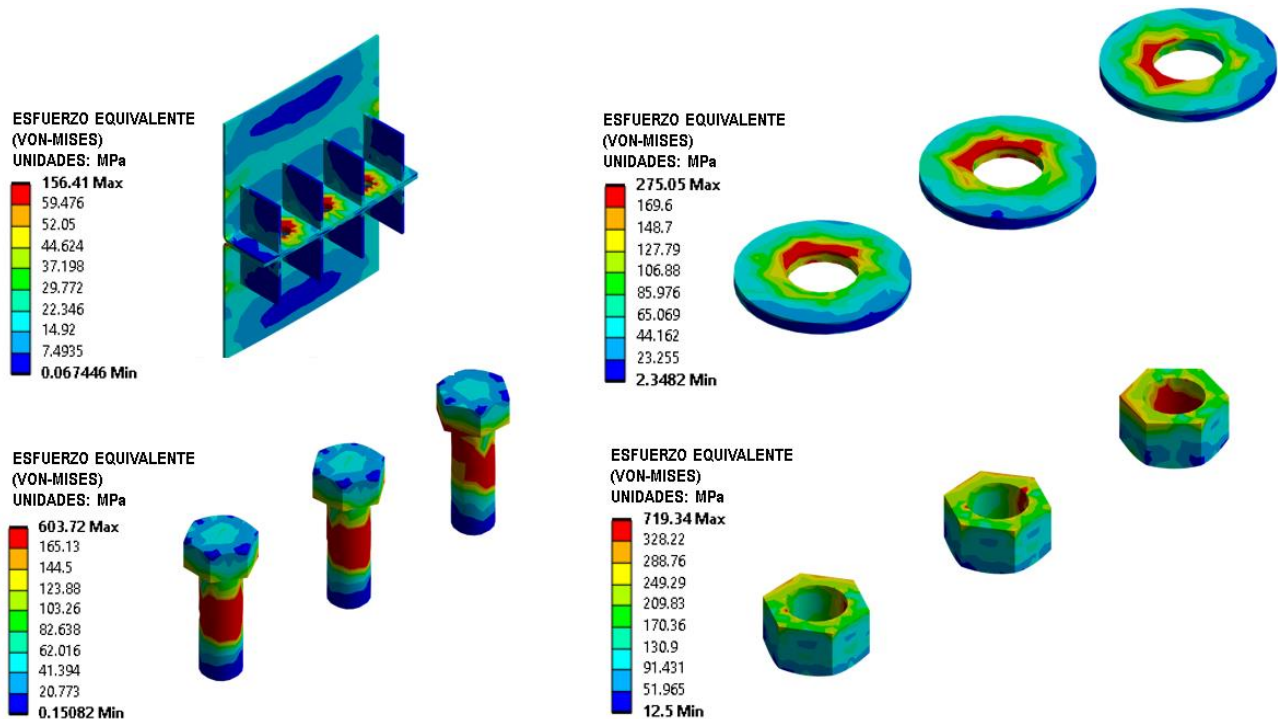 ESFUERZO EQUIVALENTE
(VON-MISES)
UNIDADES: MPa
156.41 Max
59.476
52.05
44.624
37.198
29.772
22.346
14.92
7.4935
0.067446 Min
ESFUERZO EQUIVALENTE
(VON-MISES)
UNIDADES: MPa
275.05 Max
169.6
148.7
127.79
106.88
85.976
65.069
44.162
23.255
2.3482 Min
ESFUERZO EQUIVALENTE
(VON-MISES)
UNIDADES: MPa
603.72 Max
165.13
144.5
123.88
103.26
82.638
62.016
41.394
20.773
0.15082 Min
ESFUERZO EQUIVALENTE
(VON-MISES)
UNIDADES: MPa
719.34 Max
328.22
288.76
249.29
209.83
170.36
130.9
91.431
51.965
12.5 Min